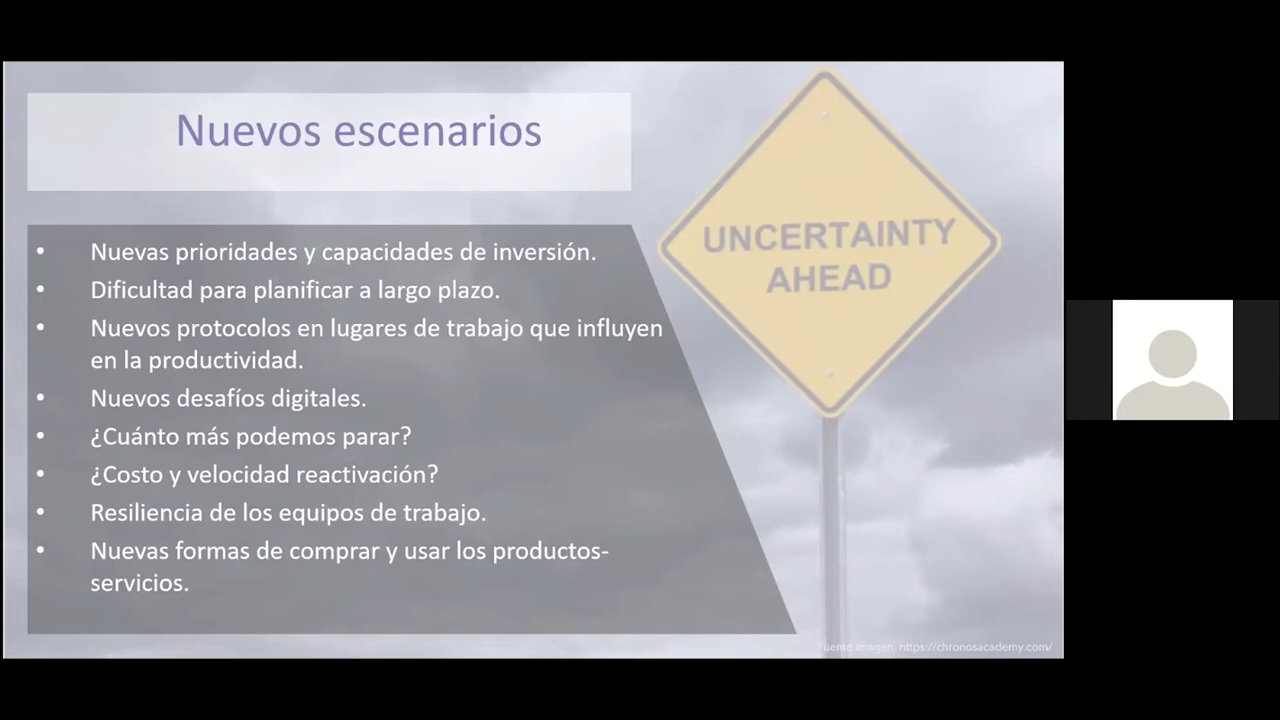 Nuevos escenarios
• Nuevas prioridades y capacidades de inversión.
• Dificultad para planificar a largo plazo.
• Nuevos protocolos en lugares de trabajo que influyen
en la productividad.
• Nuevos desafíos digitales.
• ¿Cuánto más podemos parar?
• ¿Costo y velocidad reactivación?
• Resiliencia de los equipos de trabajo.
• Nuevas formas de comprar y usar los productos-
servicios.
UNCERTAINTY
AHEAD
Fuente imagen: https://chronosacademy.com/